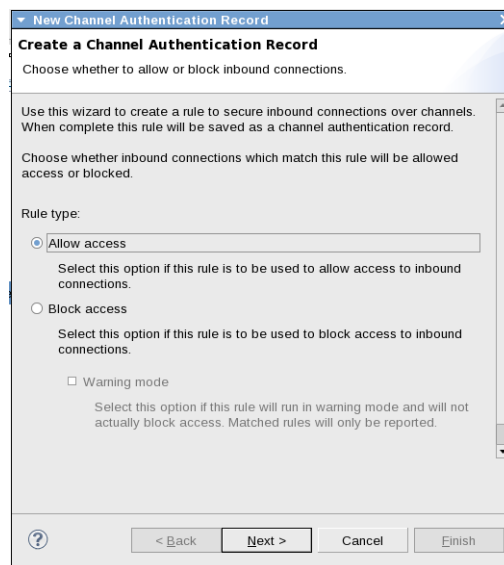 New Channel Authentication Record
Create a Channel Authentication Record
Choose whether to allow or block inbound connections.
Use this wizard to create a rule to secure inbound connections over channels.
When complete this rule will be saved as a channel authentication record.
Choose whether inbound connections which match this rule will be allowed
access or blocked.
Rule type:
Allow access
Select this option if this rule is to be used to allow access to inbound
connections.
Block access
Select this option if this rule is to be used to block access to inbound
connections.
Warning mode
Select this option if this rule will run in warning mode and will not
actually block access. Matched rules will only be reported.
? < Back Next > Cancel Finish